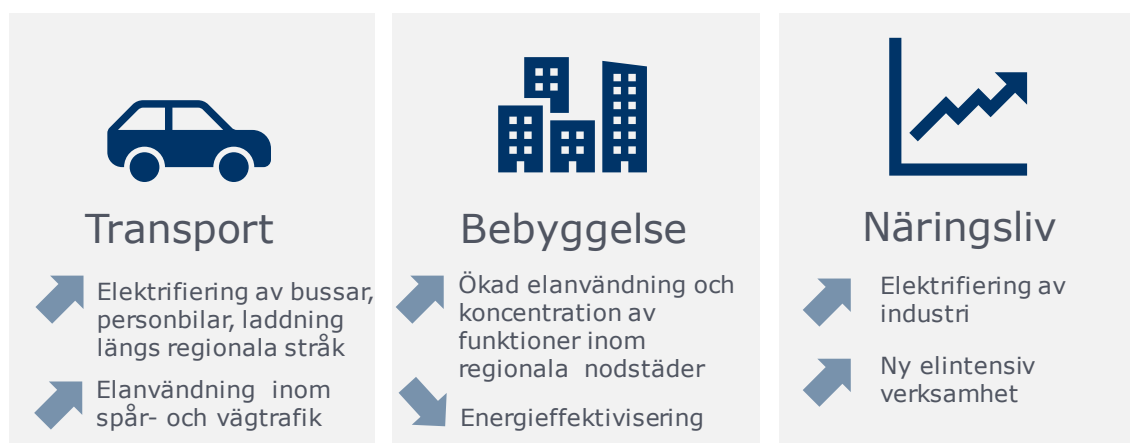 Transport
Elektrifiering av bussar,
personbilar, laddning
längs regionala stråk
Elanvändning inom
spår- och vägtrafik
Bebyggelse
Ökad elanvändning och
koncentration av
funktioner inom
regionala nodstäder
Energieffektivisering
Näringsliv
Elektrifiering av
industri
Ny elintensiv
verksamhet